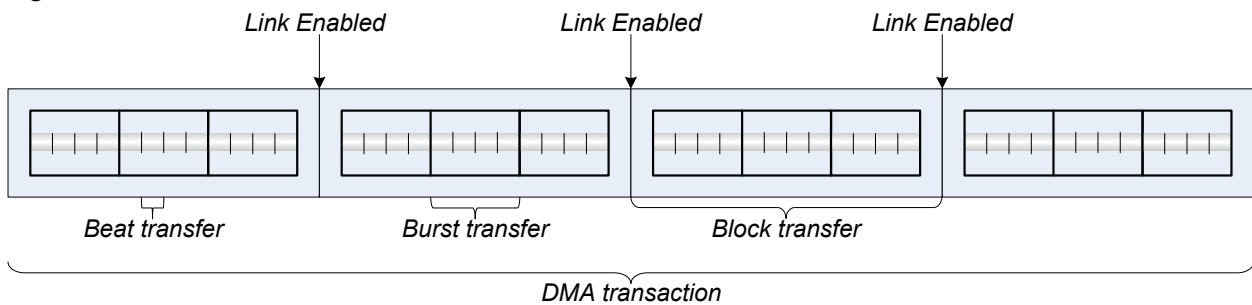 Link Enabled
Link Enabled
Link Enabled
Beat transfer
Burst transfer
Block transfer
DMA transaction